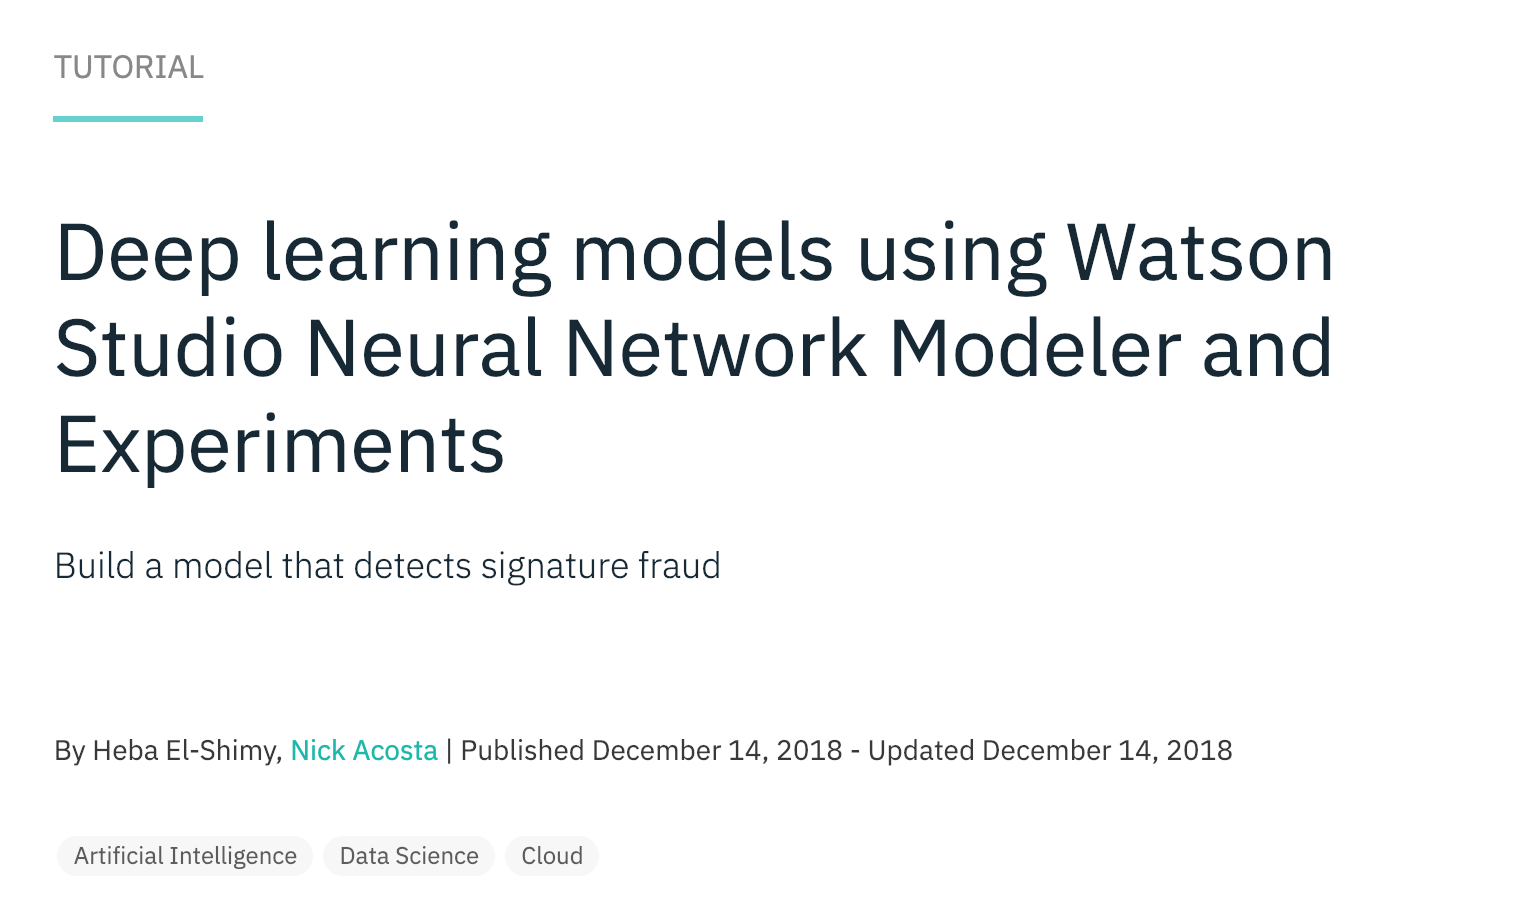 TUTORIAL
Deep learning models using Watson
Studio Neural Network Modeler and
Experiments
Build a model that detects signature fraud
By Heba El-Shimy, Nick Acosta | Published December 14, 2018 - Updated December 14, 2018
Artificial Intelligence Data Science Cloud